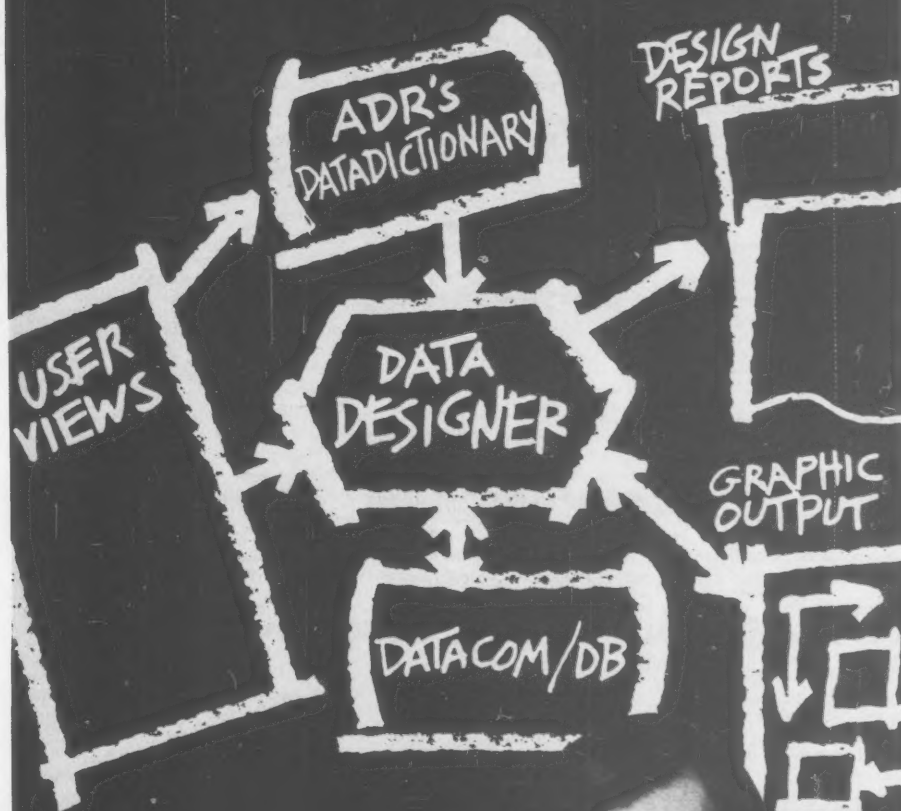 ADR'S
DATADICTIONARY
DESIGN
REPORTS
USER
VIEWS
DATA
DESIGNER
GRAPHIC
OUTPUT
DATACOM/DB